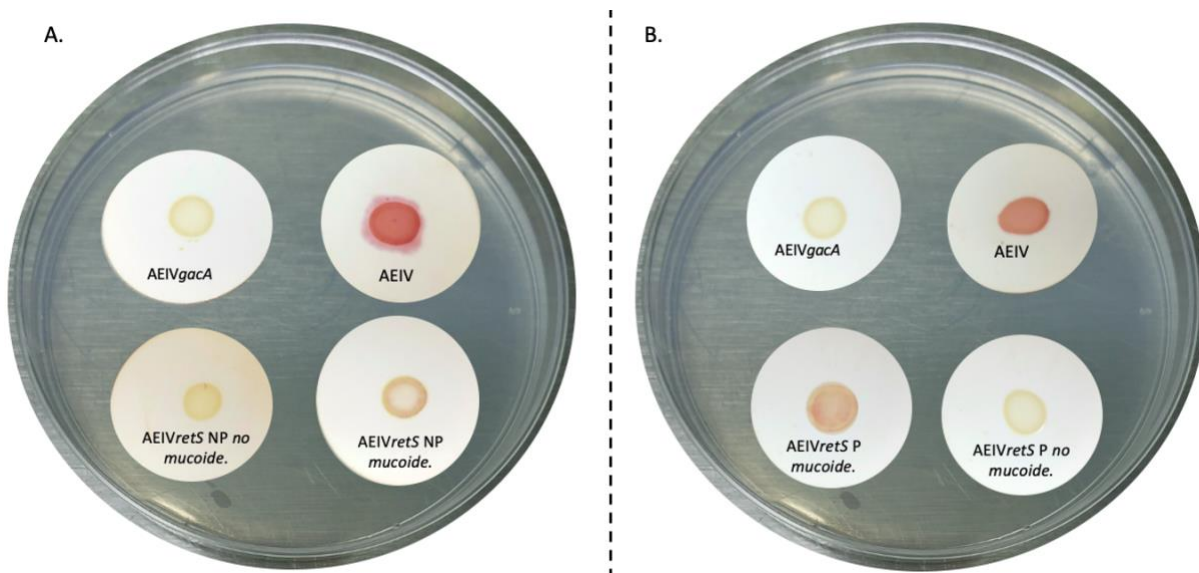 A.
B.
AEIVgacA
AEIV
AEIVretS NP no
mucoide.
AEIVretS NP
mucoide.
AEIVgacA
AEIV
AEIVretS P
mucoide.
AEIVretS P no
mucoide.